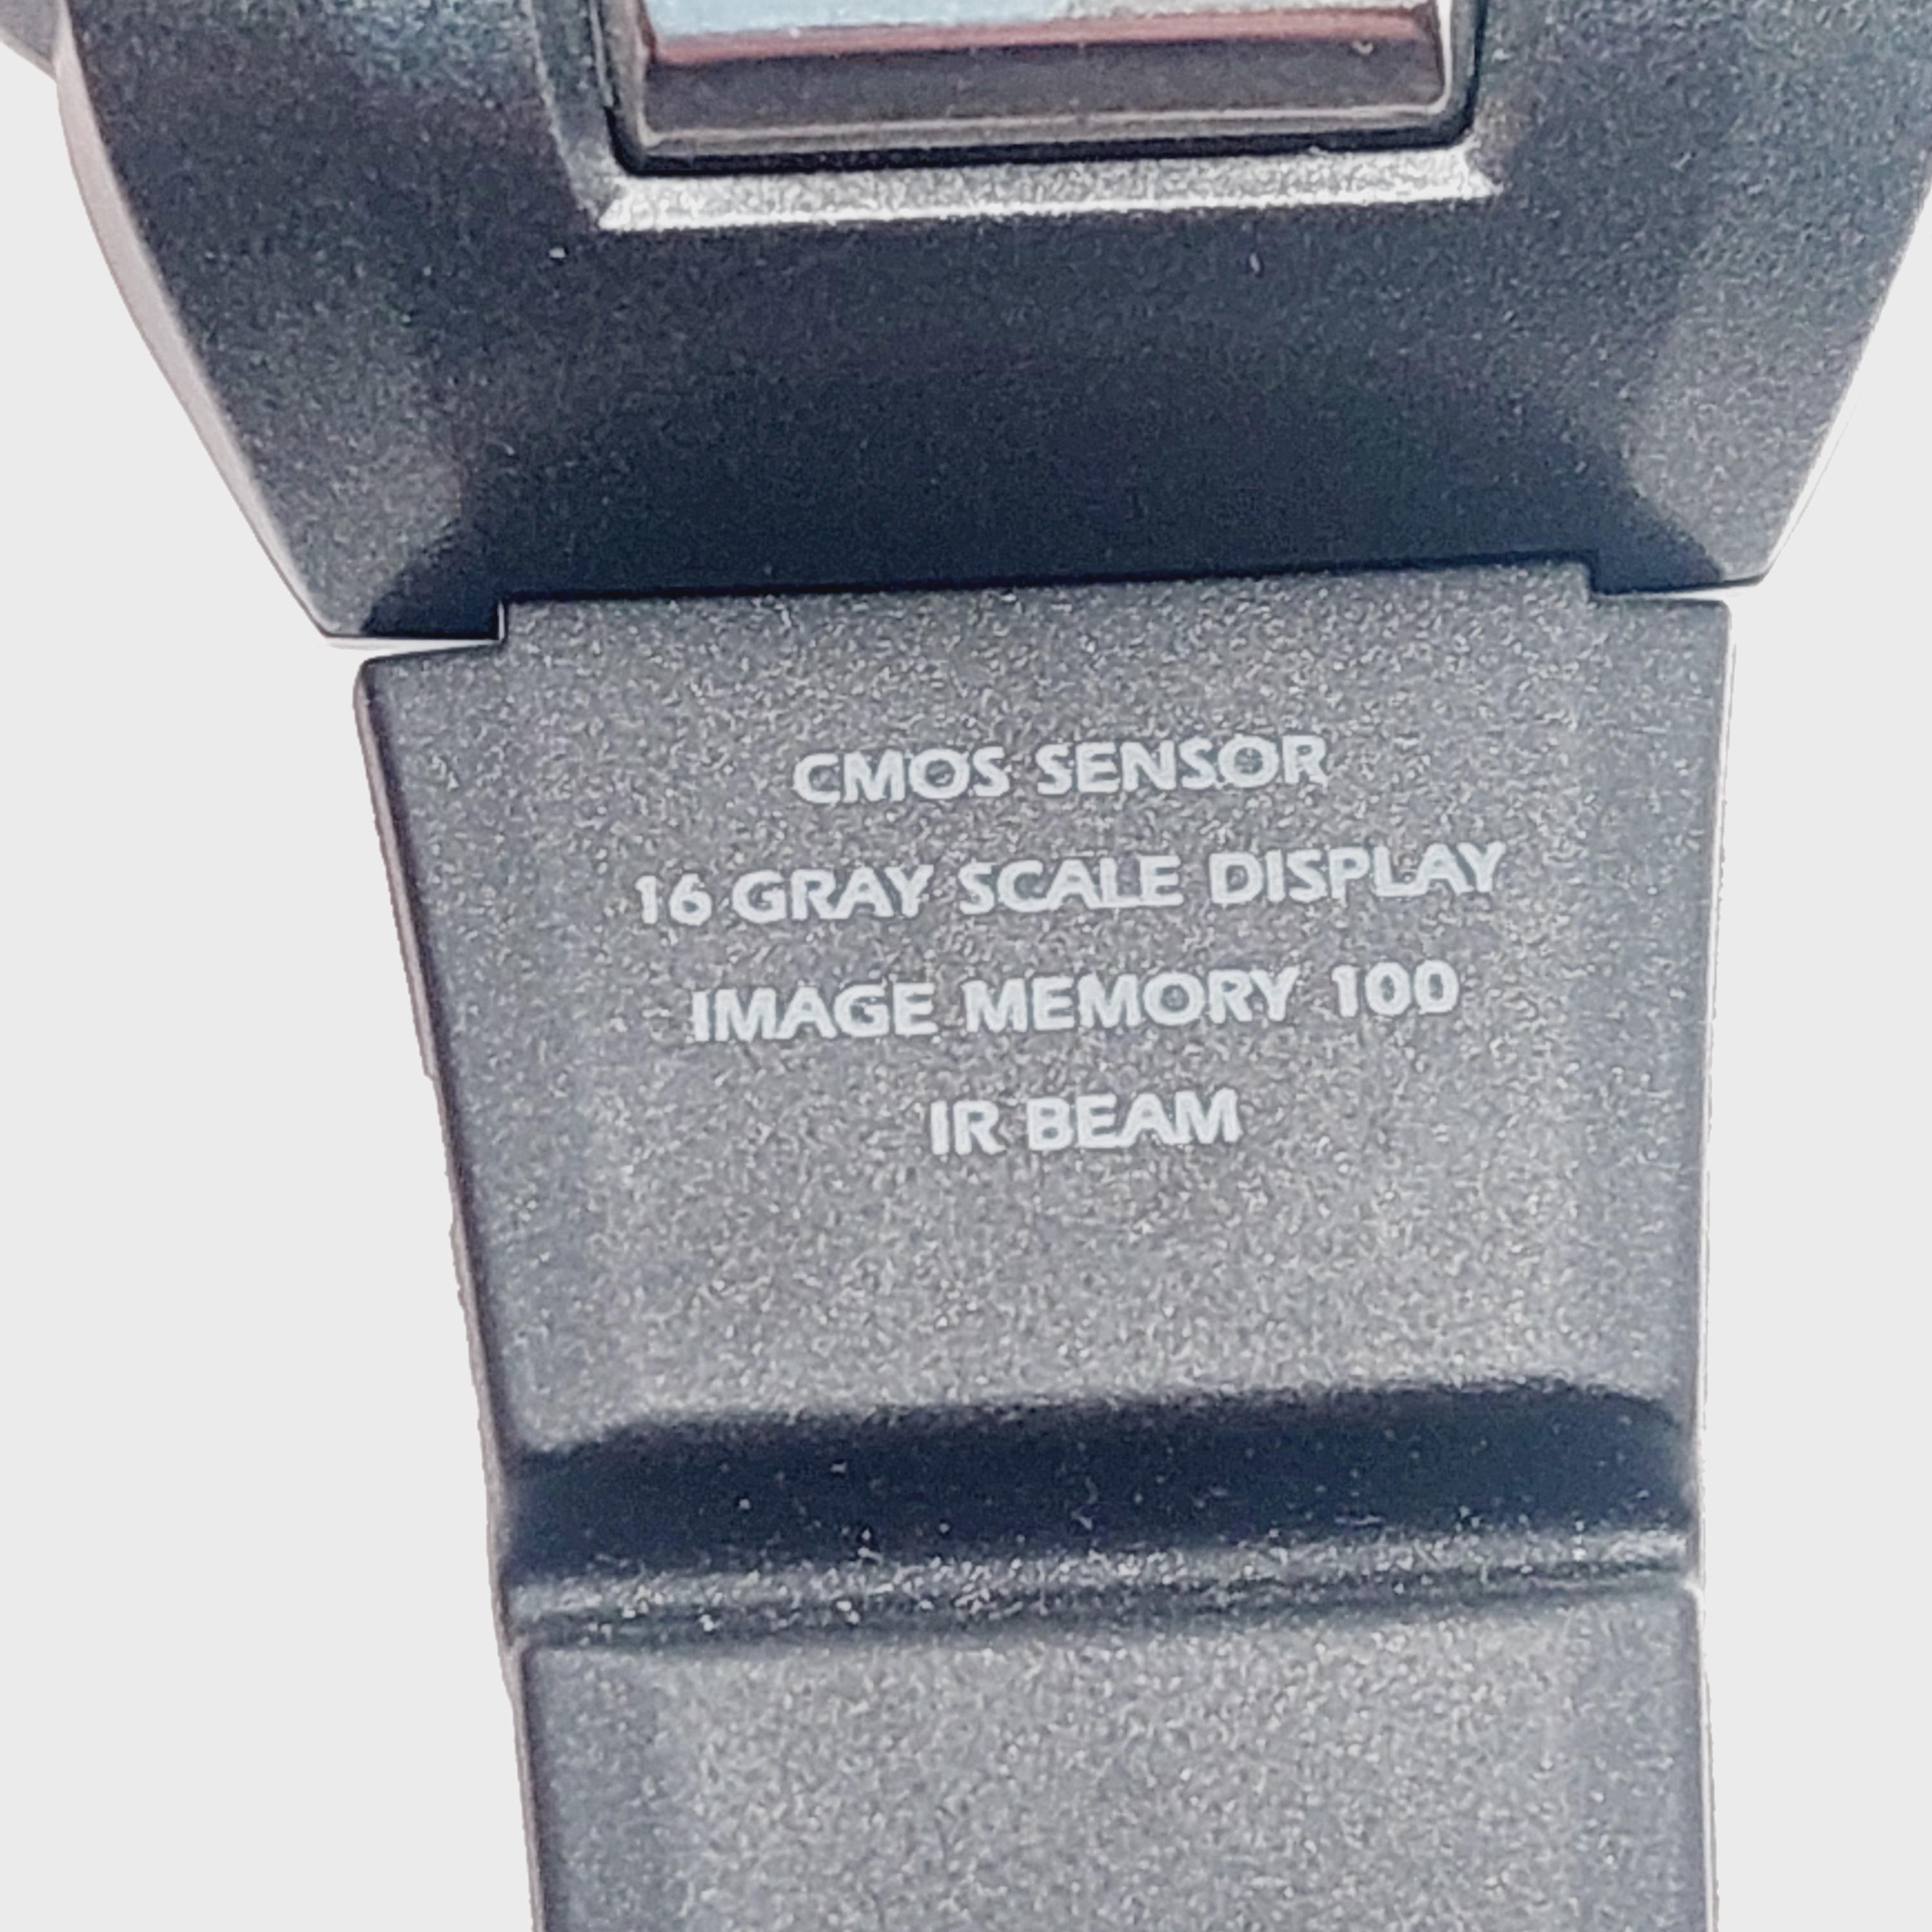 CMOS SENSOR
16 GRAY SCALE DISPLAY
IMAGE MEMORY 100
IR BEAM